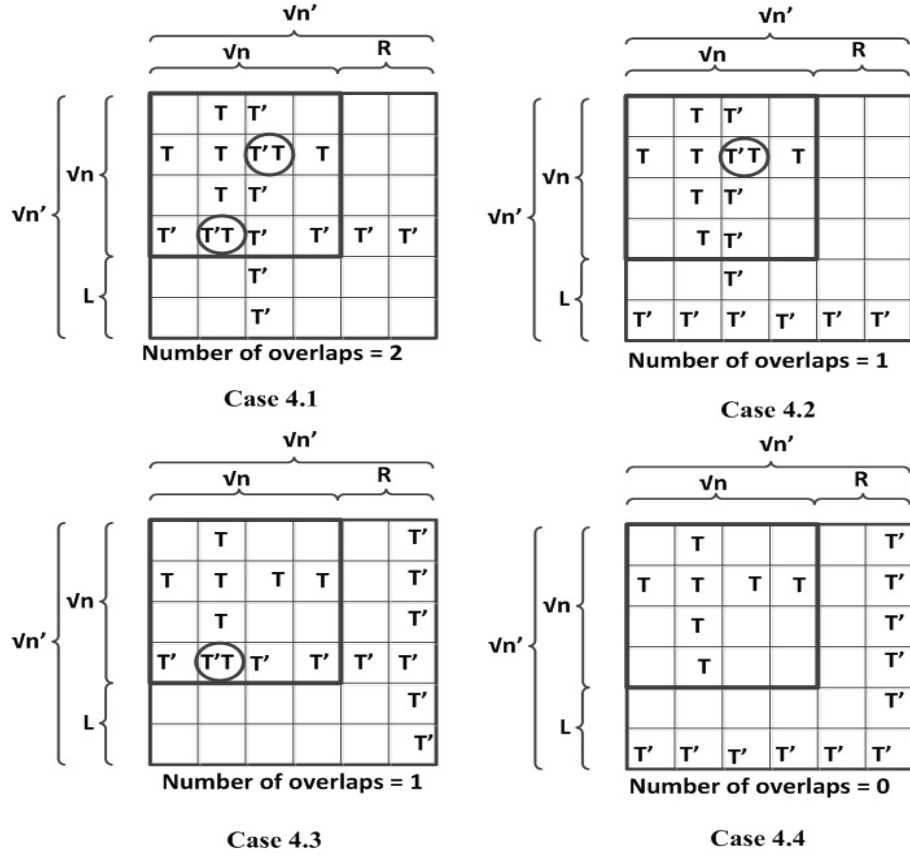 √n'
√n R
T T'
T T T' T T
T T'
T' T'T T' T' T' T'
T'
T'
√n' √n L
Number of overlaps = 2
Case 4.1
√n'
√n R
T T'
T T T' T T
T T'
T T'
T'
T' T' T' T' T' T'
√n' √n L
Number of overlaps = 1
Case 4.2
√n'
√n R
T T'
T T T T T'
T T'
T' T'T T' T' T' T'
T'
T'
√n' √n L
Number of overlaps = 1
Case 4.3
√n'
√n R
T T'
T T T T T'
T T'
T T'
T'
T' T' T' T' T' T'
√n' √n L
Number of overlaps = 0
Case 4.4